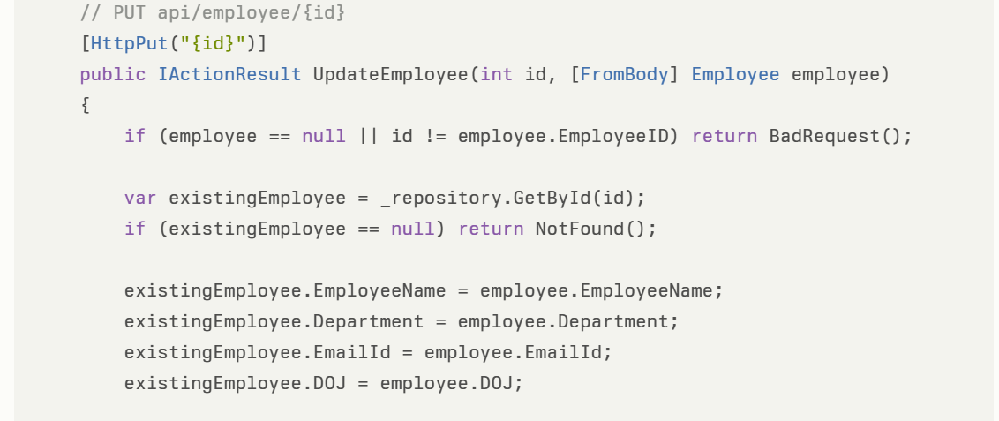 // PUT api/employee/{id}
[HttpPut("{id}")]
public IActionResult UpdateEmployee(int id, [FromBody] Employee employee)
{
if (employee == null || id != employee.EmployeeID) return BadRequest();
var existingEmployee = _repository.GetById(id);
if (existingEmployee == null) return NotFound();
existingEmployee.EmployeeName = employee.EmployeeName;
existingEmployee.Department = employee.Department;
existingEmployee.EmailId = employee.EmailId;
existingEmployee.DOJ = employee.DOJ;